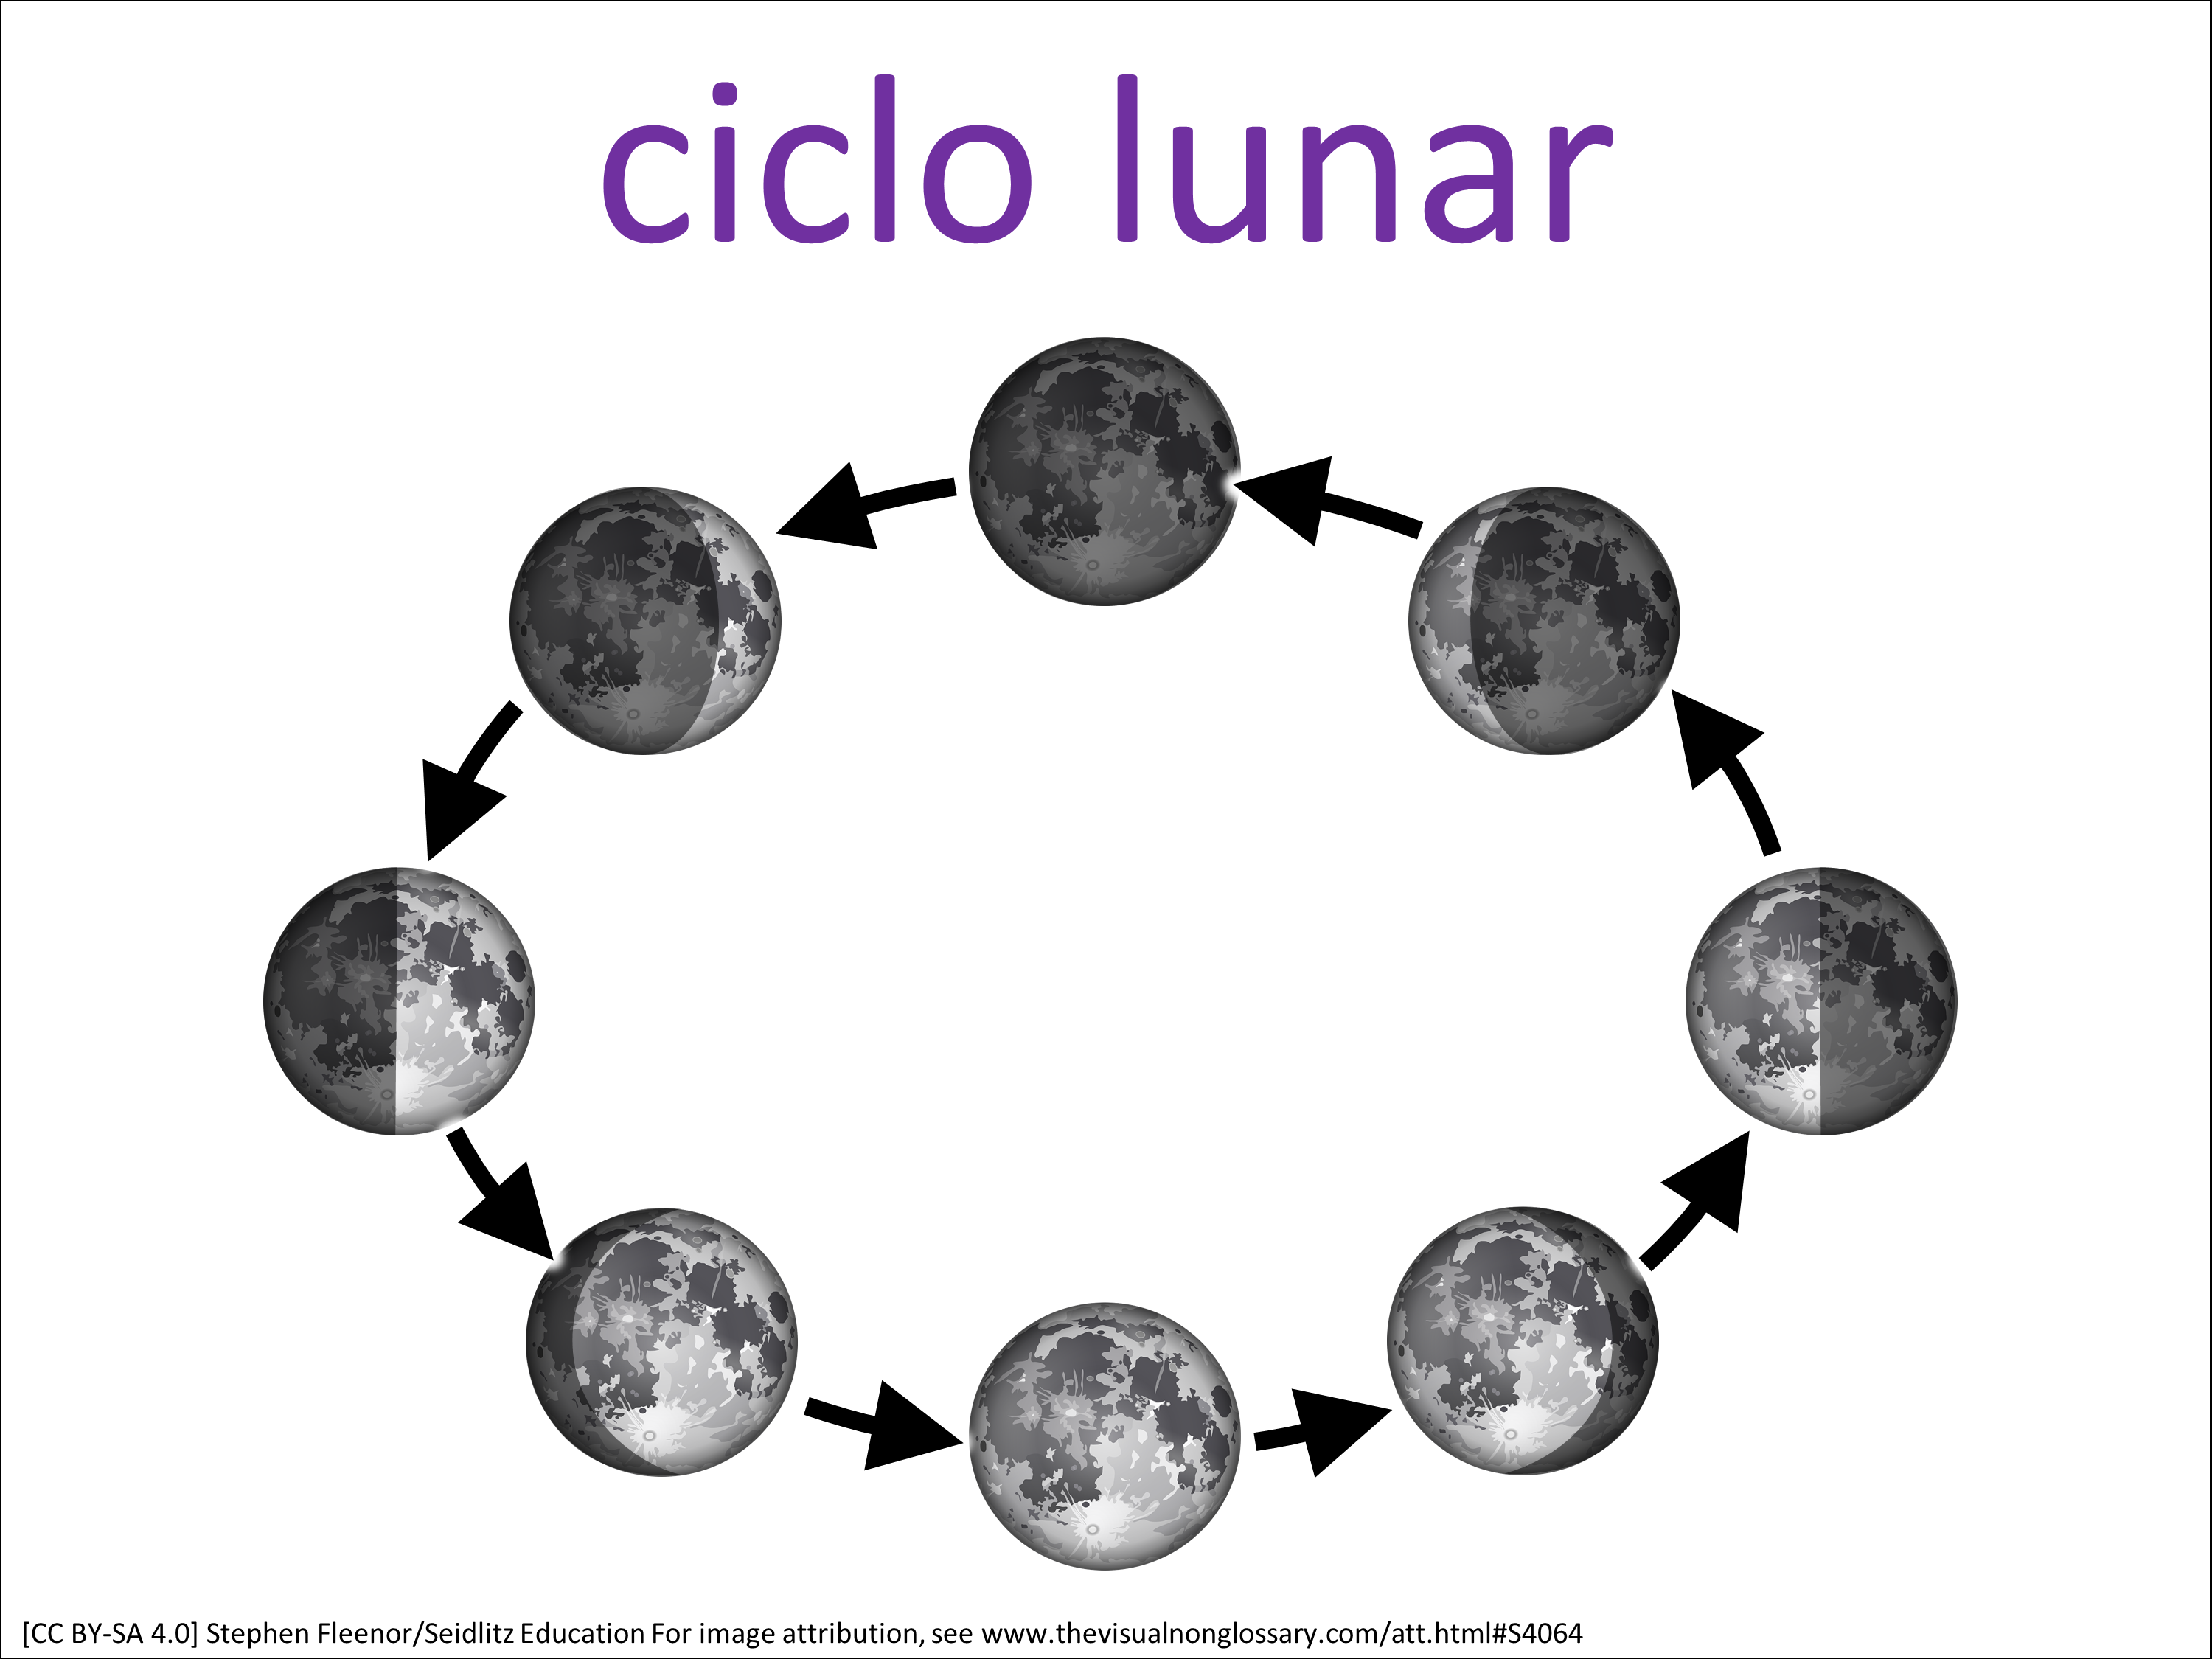 ciclo lunar
[CC BY-SA 4.0] Stephen Fleenor/Seidlitz Education For image attribution, see www.thevisualnonglossary.com/att.html#S4064